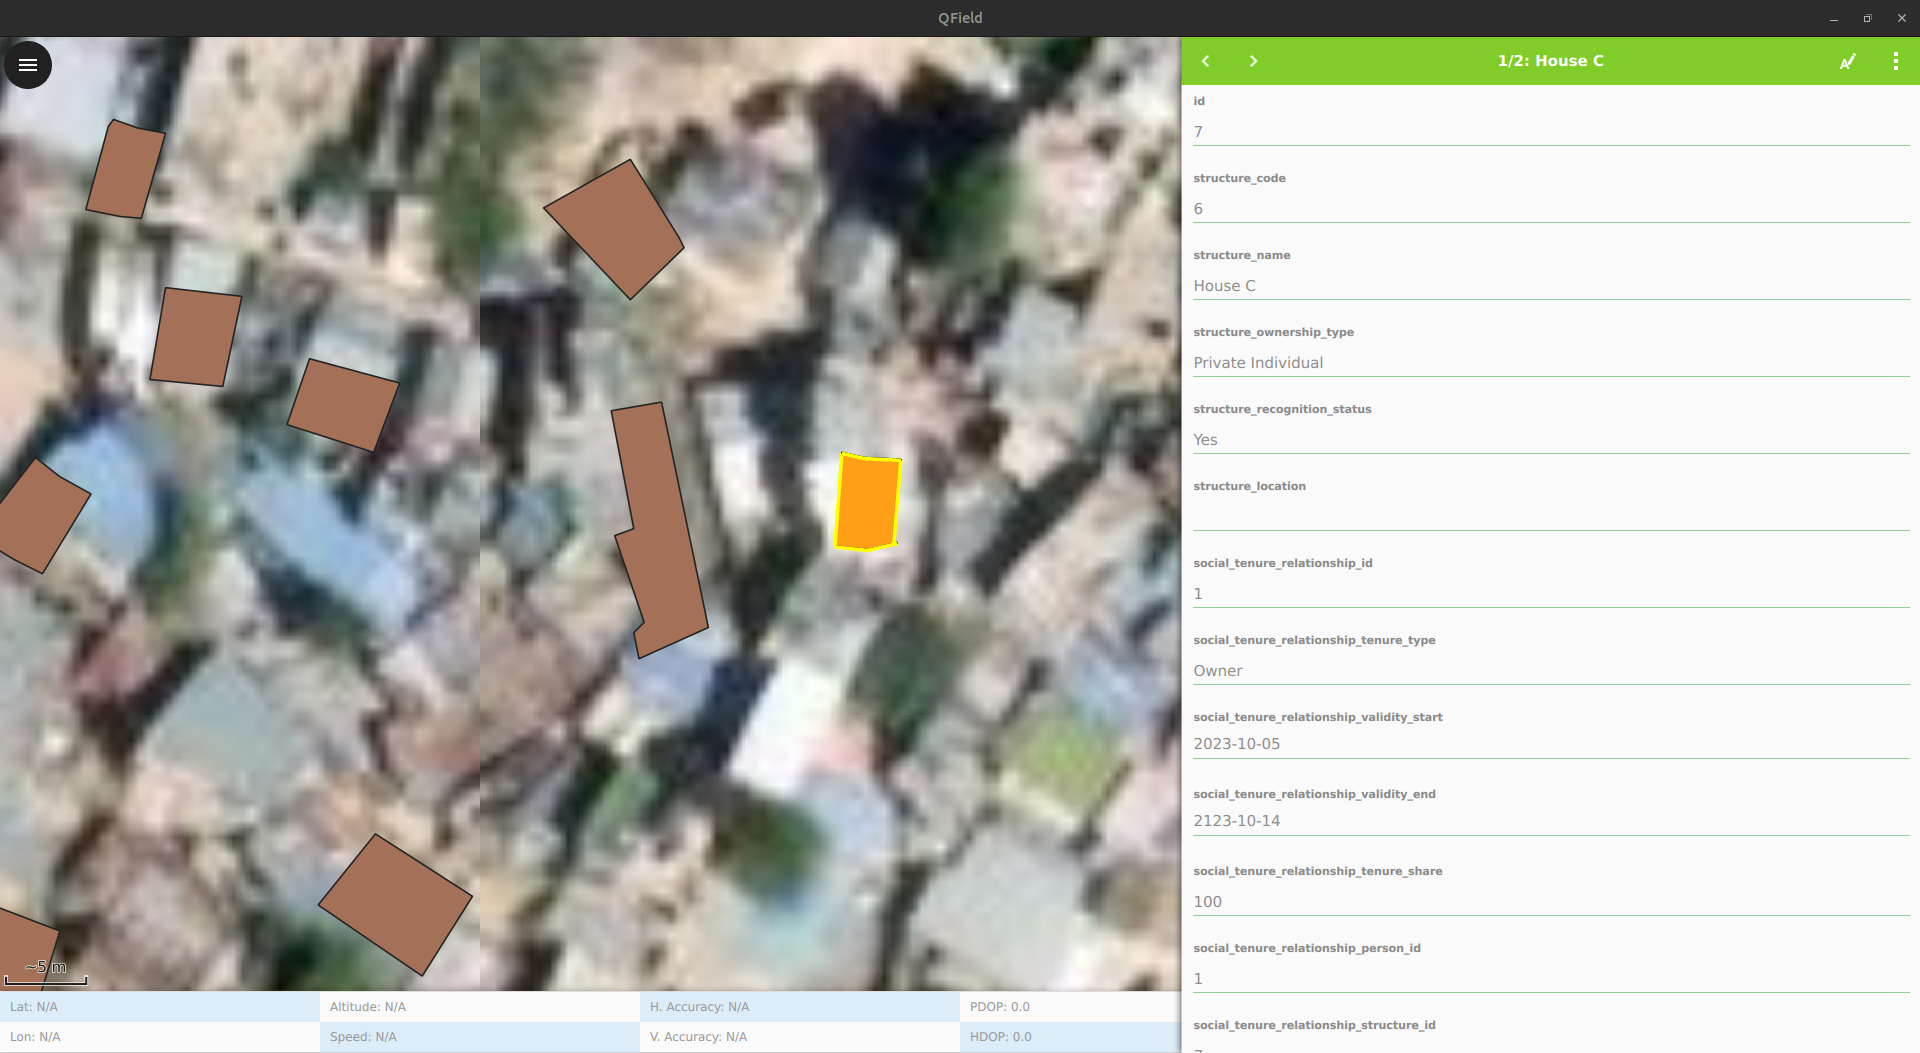 QField
1/2: House C
id
7
structure_code
6
structure_name
House C
structure_ownership_type
Private Individual
structure_recognition_status
Yes
structure_location
social_tenure_relationship_id
1
social_tenure_relationship_tenure_type
Owner
social_tenure_relationship_validity_start
2023-10-05
social_tenure_relationship_validity_end
2123-10-14
social_tenure_relationship_tenure_share
100
social_tenure_relationship_person_id
1
social_tenure_relationship_structure_id
~5 m
Lat: N/A Altitude: N/A H. Accuracy: N/A PDOP: 0.0
Lon: N/A Speed: N/A V. Accuracy: N/A HDOP: 0.0